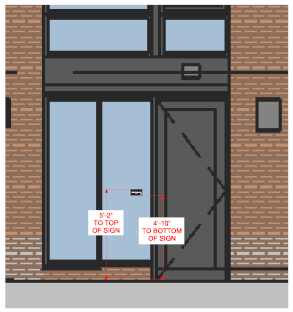 5'-2"
TO TOP
OF SIGN
4'-10"
TO BOTTOM
OF SIGN